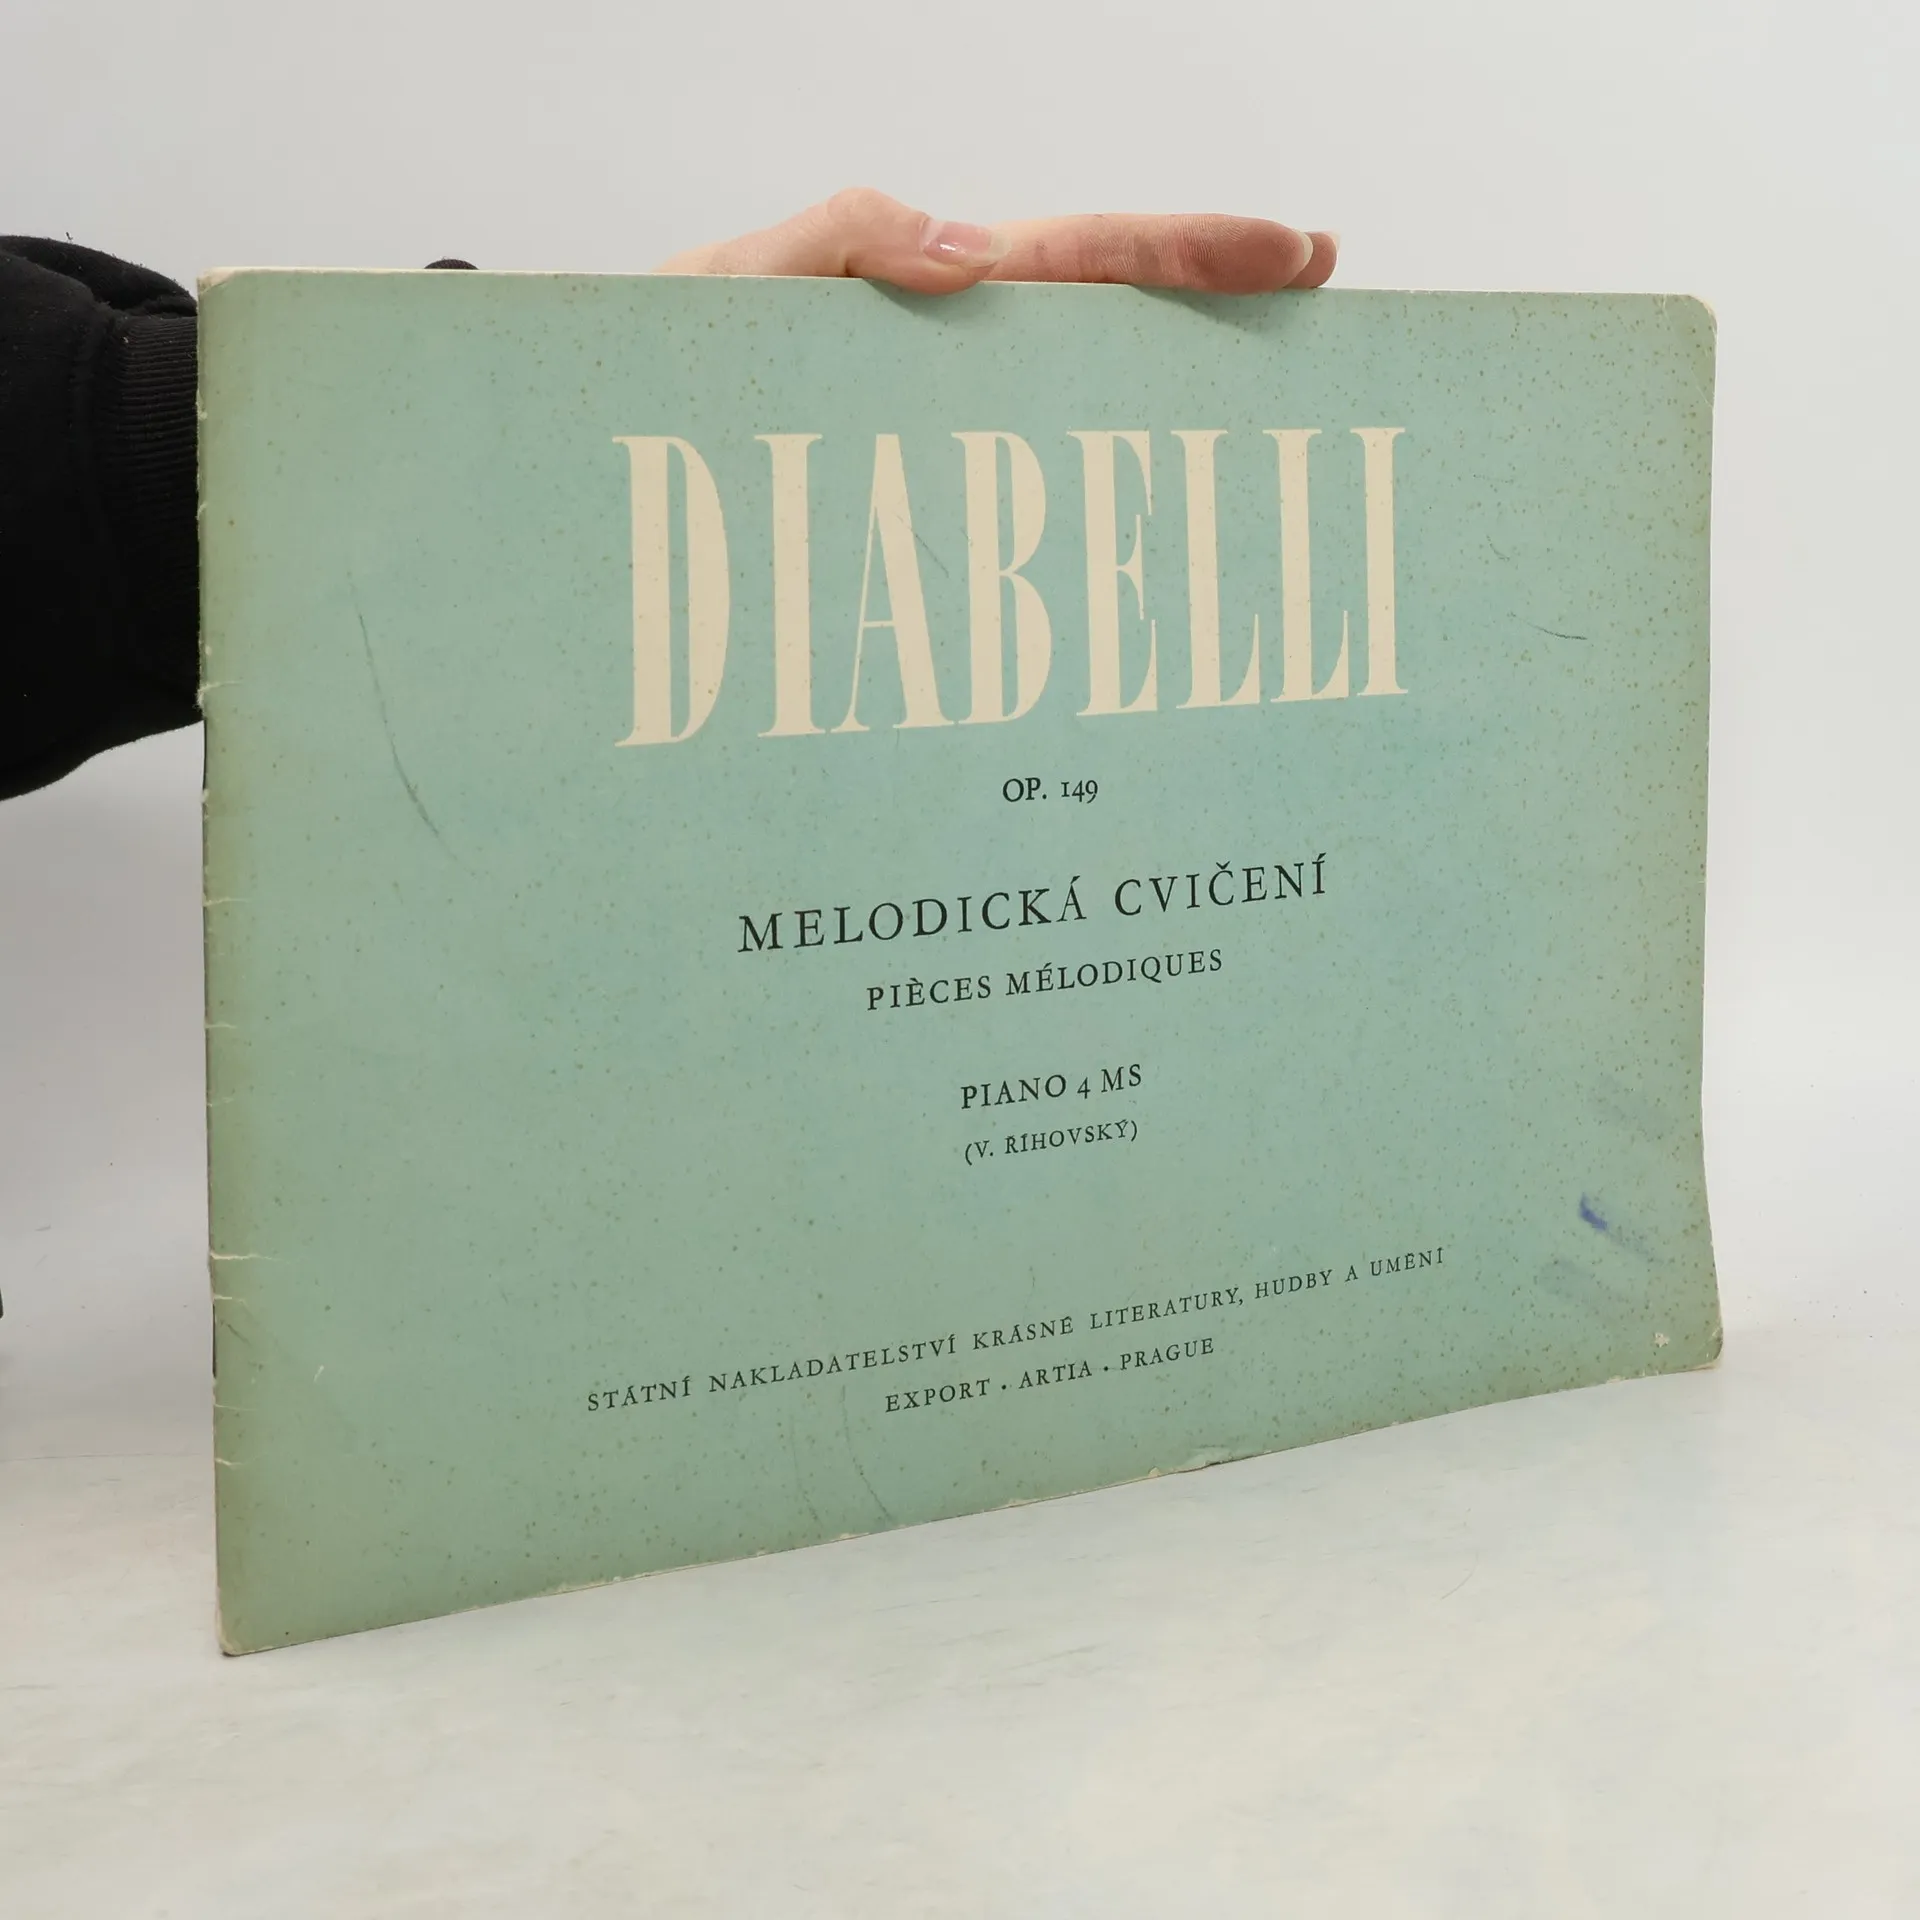 DIABELLI
OP. 149
MELODICKÁ CVIČENÍ
PIÈCES MÉLODIQUES
PIANO 4 MS
(V. ŘÍHOVSKÝ)
STÁTNÍ NAKLADATELSTVÍ KRÁSNÉ LITERATURY, HUDBY A UMĚNÍ
EXPORT • ARTIA • PRAGUE